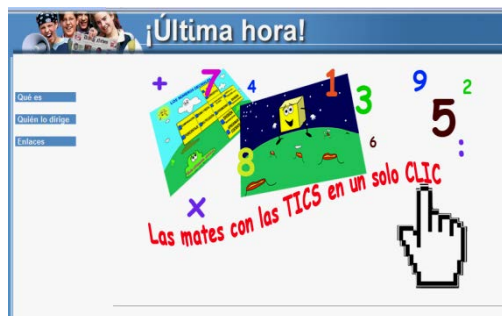 ¡Última hora!
Qué es
Quién lo dirige
Enlaces
+ 7 4 1 3 9 2
5
8 6 :
x
Las mates con las TICS en un solo CLIC